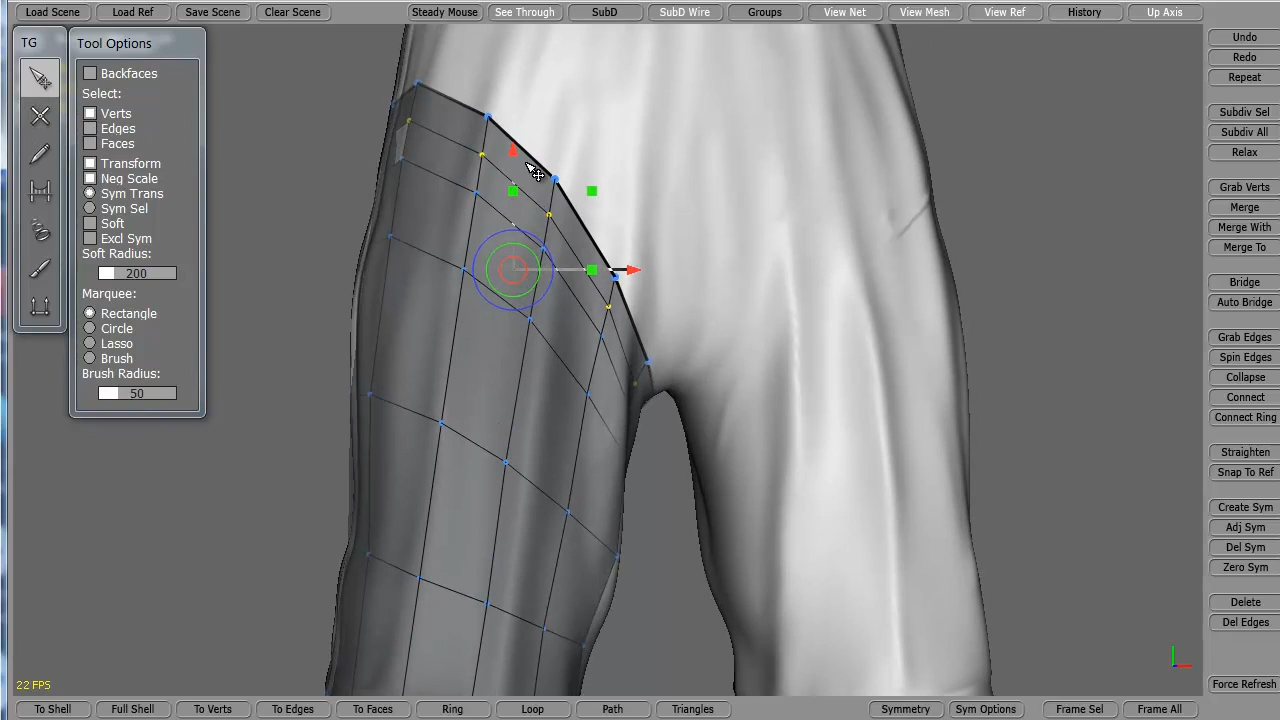 Load Scene
Load Ref
Save Scene
Clear Scene
Steady Mouse
See Through
SubD
SubD Wire
Groups
View Net
View Mesh
View Ref
History
Up Axis
TG
Tool Options
Backfaces
Select:
Verts
Edges
Faces
Transform
Neg Scale
Sym Trans
Sym Sel
Soft
Excl Sym
Soft Radius:
200
Marquee:
Rectangle
Circle
Lasso
Brush
Brush Radius:
50
Undo
Redo
Repeat
Subdiv Sel
Subdiv All
Relax
Grab Verts
Merge
Merge With
Merge To
Bridge
Auto Bridge
Grab Edges
Spin Edges
Collapse
Connect
Connect Ring
Straighten
Snap To Ref
Create Sym
Adj Sym
Del Sym
Zero Sym
Delete
Del Edges
Force Refresh
22 FPS
To Shell
Full Shell
To Verts
To Edges
To Faces
Ring
Loop
Path
Triangles
Symmetry
Sym Options
Frame Sel
Frame All